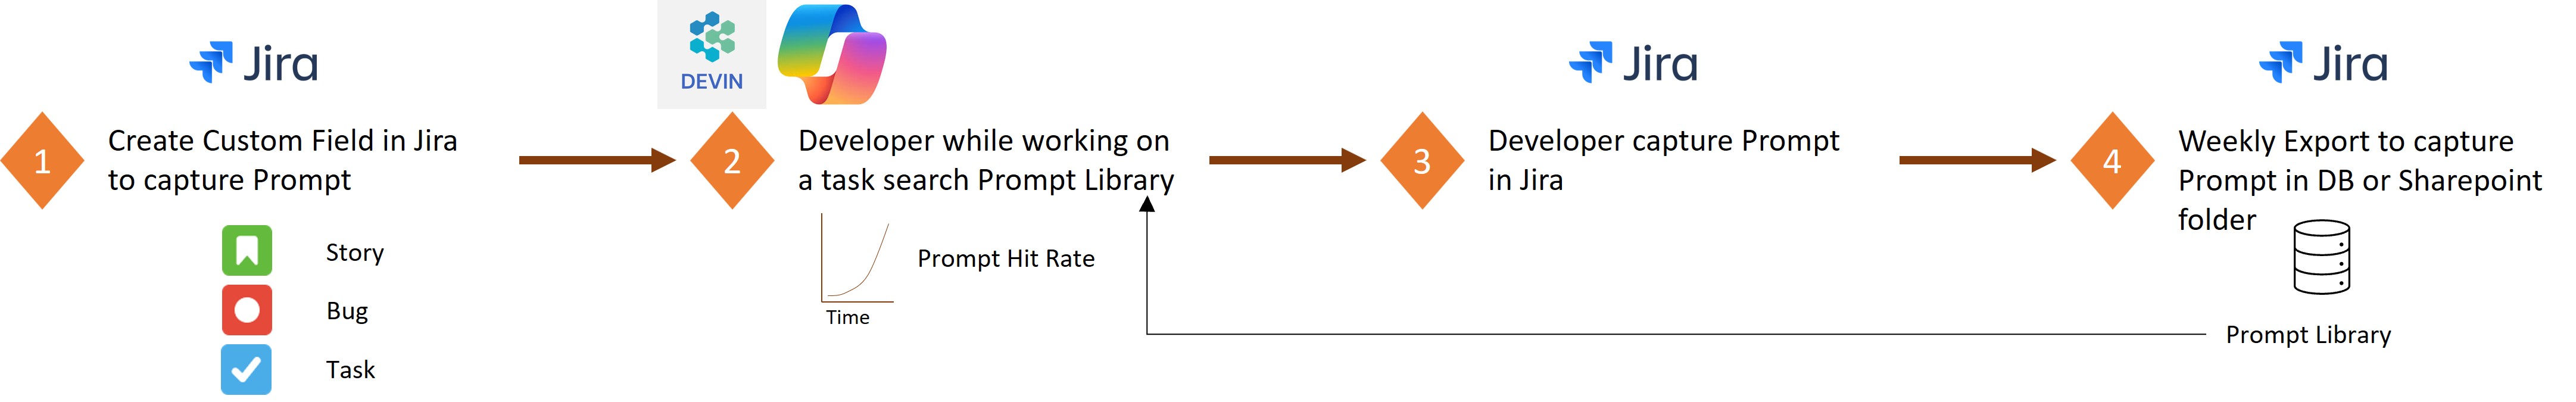 Jira
1
Create Custom Field in Jira
to capture Prompt
Story
Bug
Task
DEVIN
2
Developer while working on
a task search Prompt Library
Prompt Hit Rate
Time
Jira
3
Developer capture Prompt
in Jira
Jira
4
Weekly Export to capture
Prompt in DB or Sharepoint
folder
Prompt Library